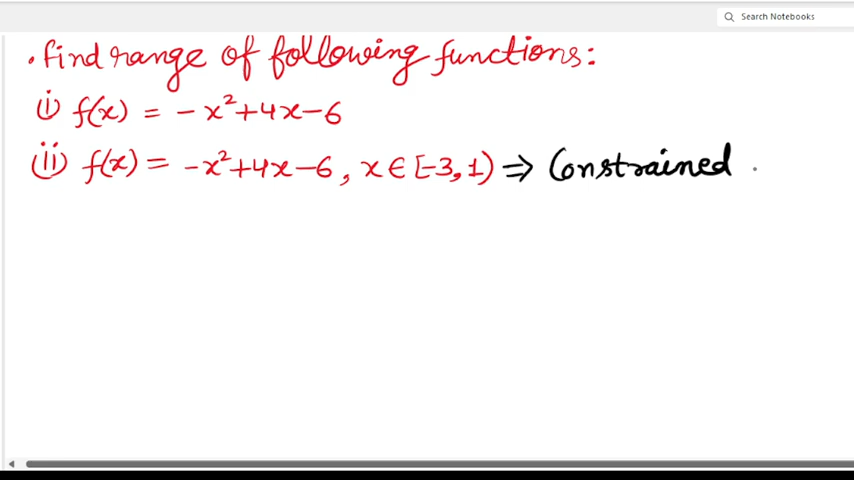 Search Notebooks
. find range of following functions:
(i) f(x) = -x²+4x-6
(ii) f(x) = -x²+4x-6, x∈[-3,1) ⇒ Constrained